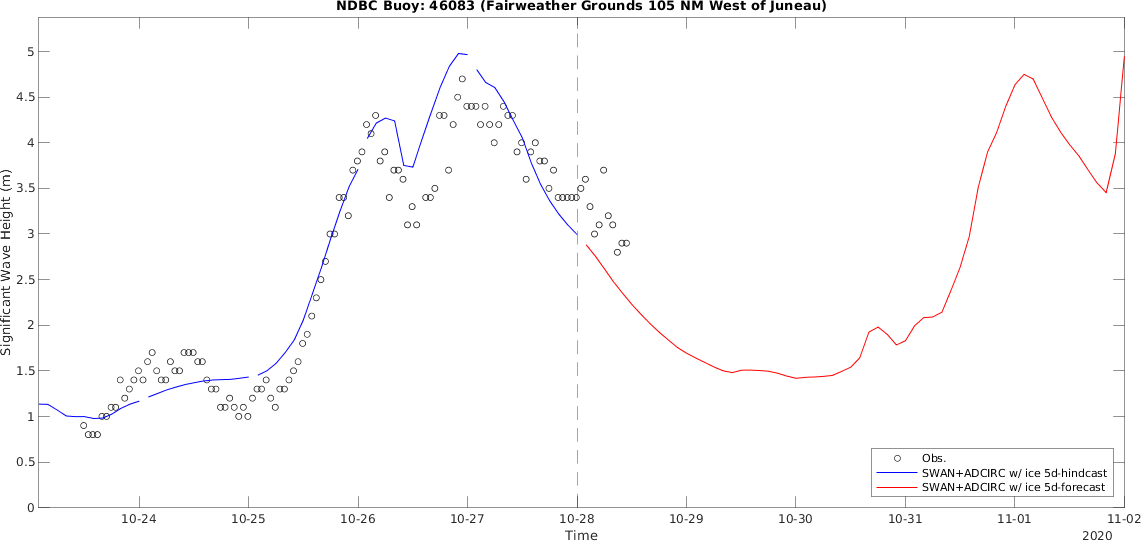 NDBC Buoy: 46083 (Fairweather Grounds 105 NM West of Juneau)
Significant Wave Height (m)
5
4.5
4
3.5
3
2.5
2
1.5
1
0.5
0
Obs.
SWAN+ADCIRC w/ ice 5d-hindcast
SWAN+ADCIRC w/ ice 5d-forecast
10-24 10-25 10-26 10-27 10-28 10-29 10-30 10-31 11-01 11-02
Time 2020